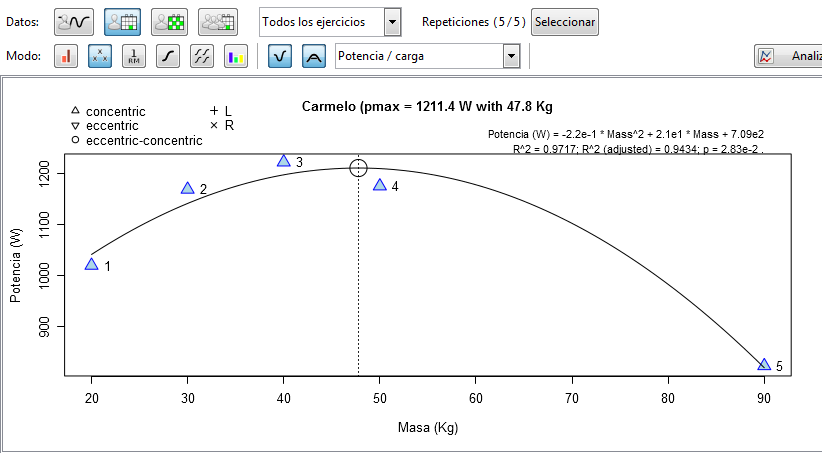 Datos:
1
RM
Todos los ejercicios
Repeticiones (5/5)
Seleccionar
Modo:
x
x x
Potencia / carga
Analiz
Carmelo (pmax = 1211.4 W with 47.8 Kg
concentric
L
eccentric
R
eccentric-concentric
Potencia (W) = -2.2e-1 * Mass^2 + 2.1e1 * Mass + 7.09e2
R^2 = 0.9717; R^2 (adjusted) = 0.9434; p = 2.83e-2 .
Potencia (W)
1200
1100
1000
900
1
2
3
4
5
20 30 40 50 60 70 80 90
Masa (Kg)